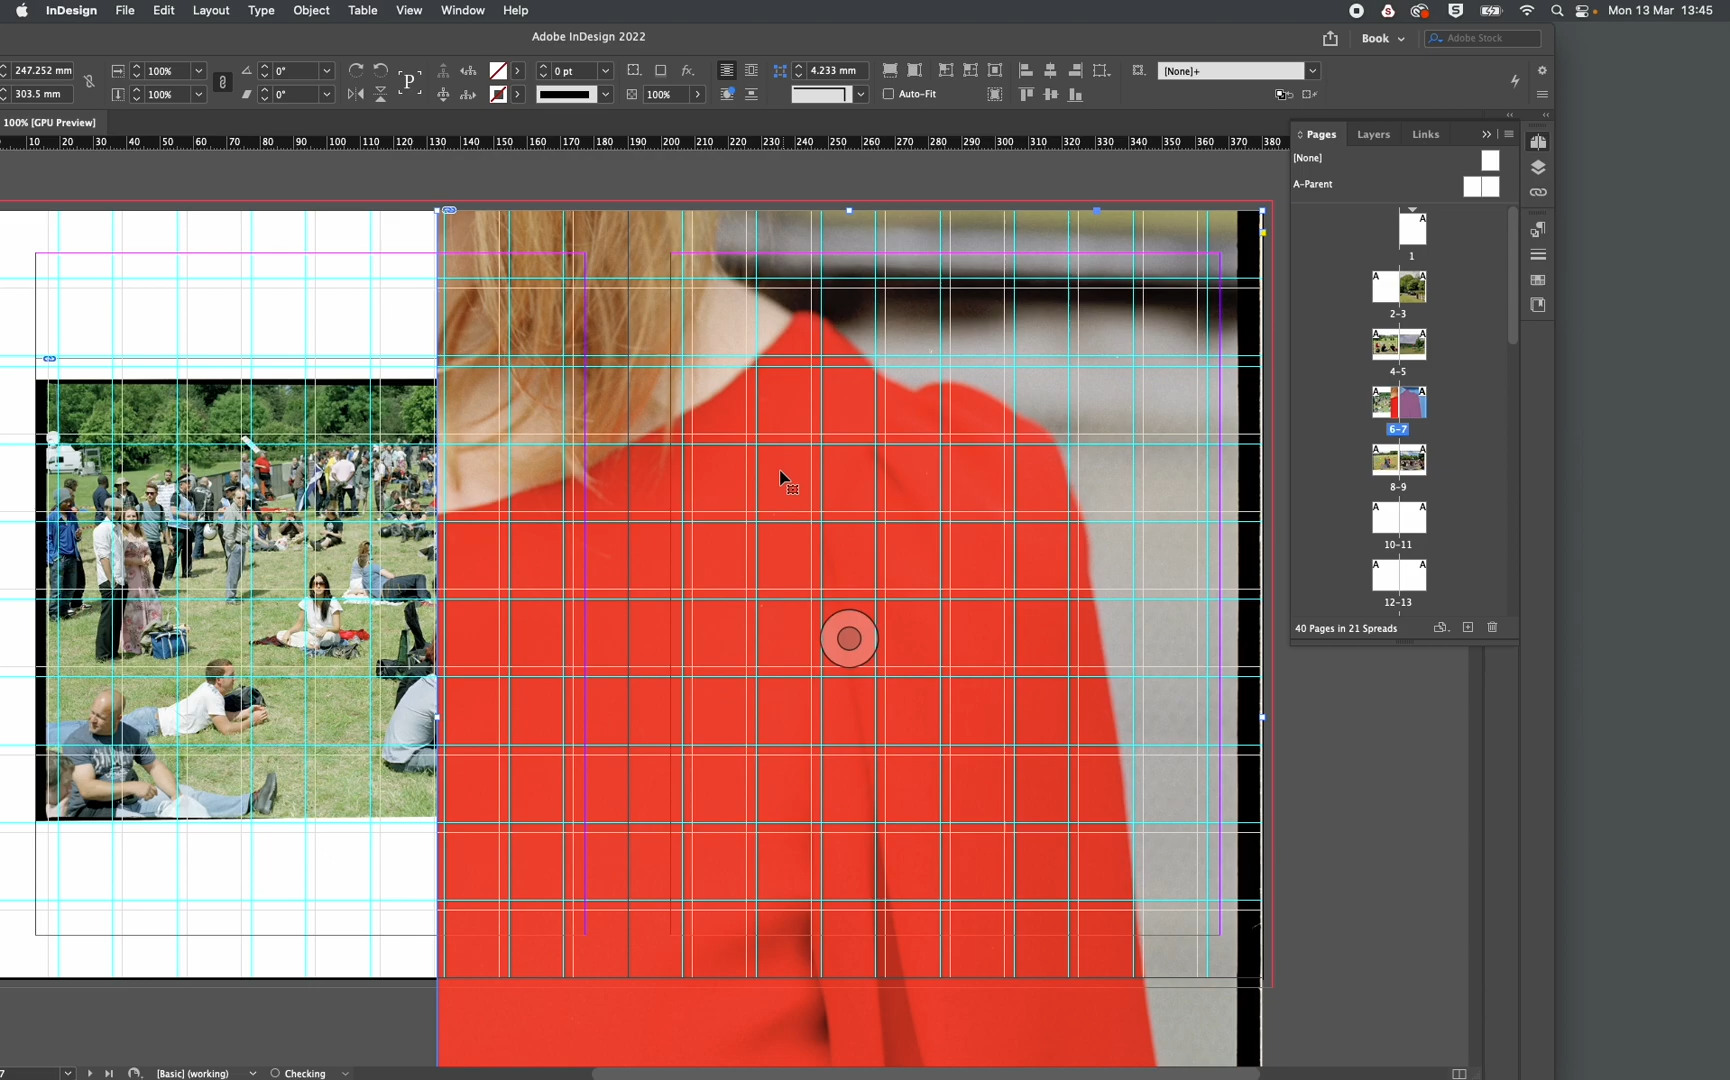 InDesign File Edit Layout Type Object Table View Window Help
Mon 13 Mar 13:45
Adobe InDesign 2022
Book
Adobe Stock
247.252 mm 100% 0° 0 pt 4.233 mm [None]+
303.5 mm 100% 0° P 100% Auto-Fit
100% [GPU Preview]
10 20 30 40 50 60 70 80 90 100 110 120 130 140 150 160 170 180 190 200 210 220 230 240 250 260 270 280 290 300 310 320 330 340 350 360 370 380
Pages Layers Links
[None]
A-Parent
A
1
A A
2-3
A A
4-5
A A
6-7
A A
8-9
A A
10-11
A A
12-13
40 Pages in 21 Spreads
7 [Basic] (working) Checking